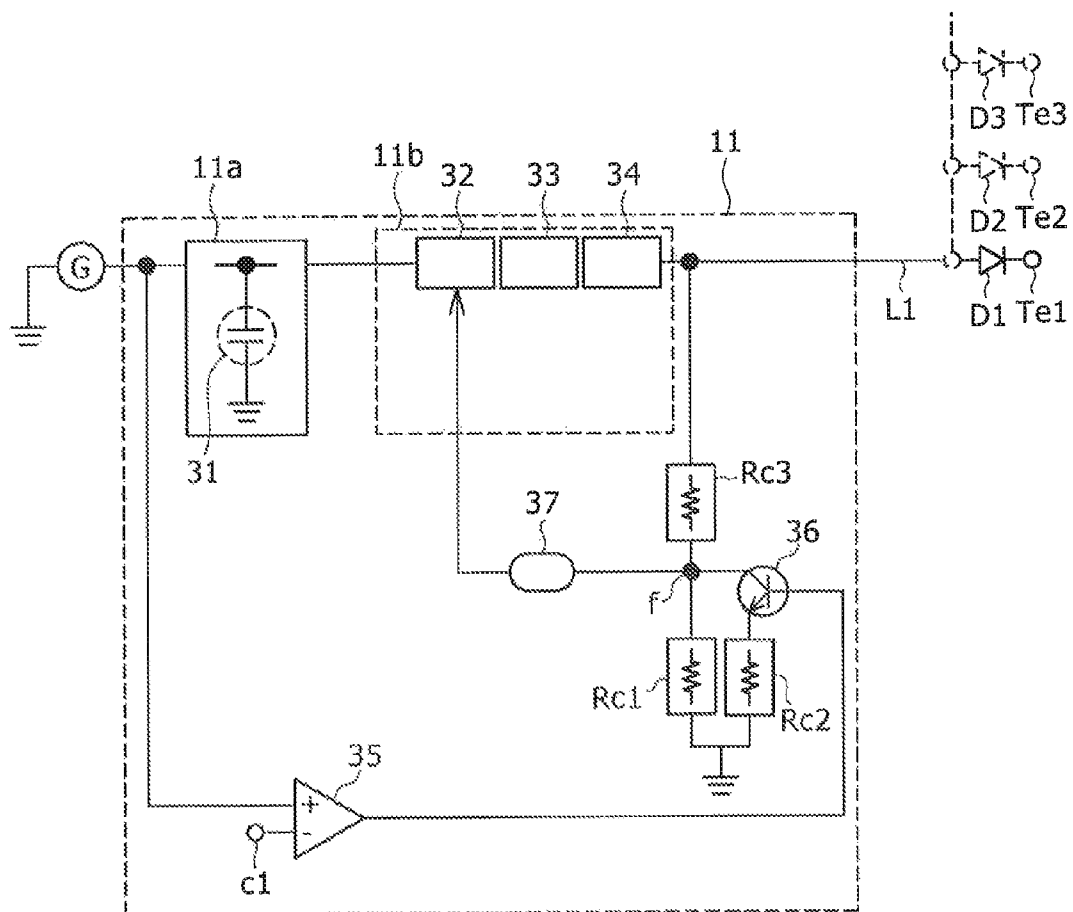 D3 Te3
11
11a
11b 32 33 34
D2 Te2
G
L1
D1 Te1
31
Rc3
37
36
f
Rc1
Rc2
35
+
-
c1